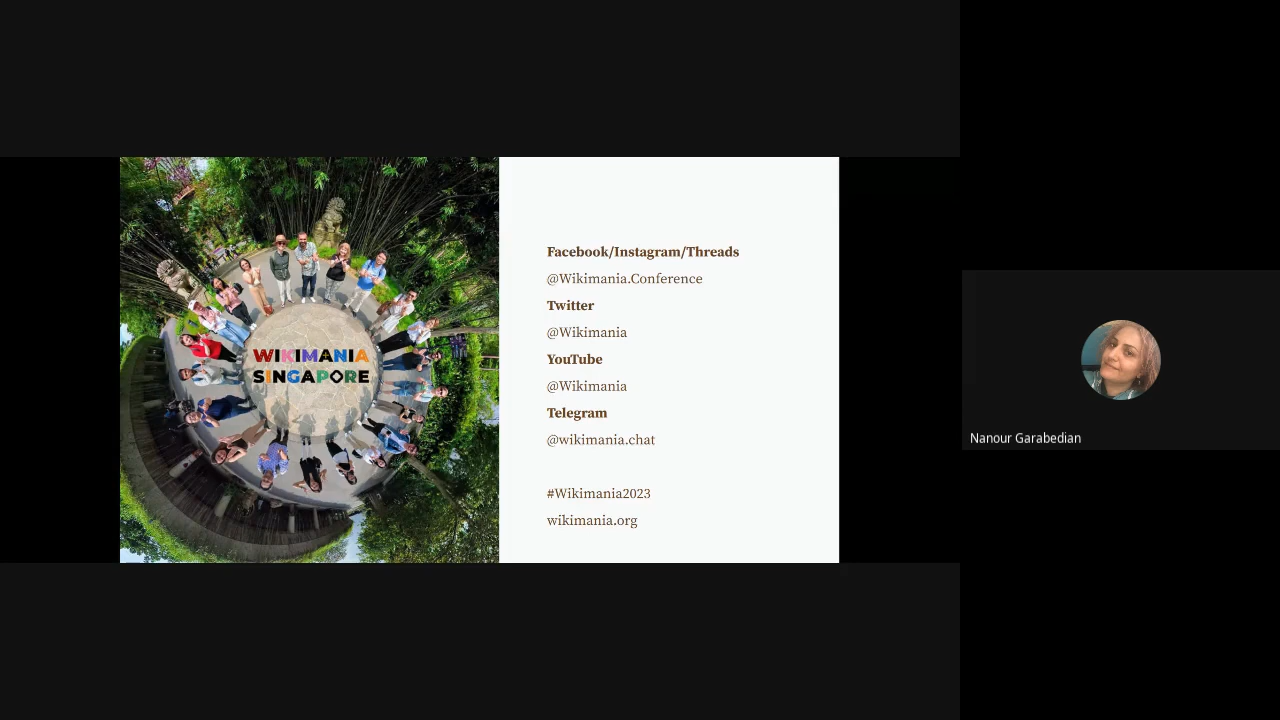 WIKIMANIA
SINGAPORE
Facebook/Instagram/Threads
@Wikimania.Conference
Twitter
@Wikimania
YouTube
@Wikimania
Telegram
@wikimania.chat
#Wikimania2023
wikimania.org
Nanour Garabedian